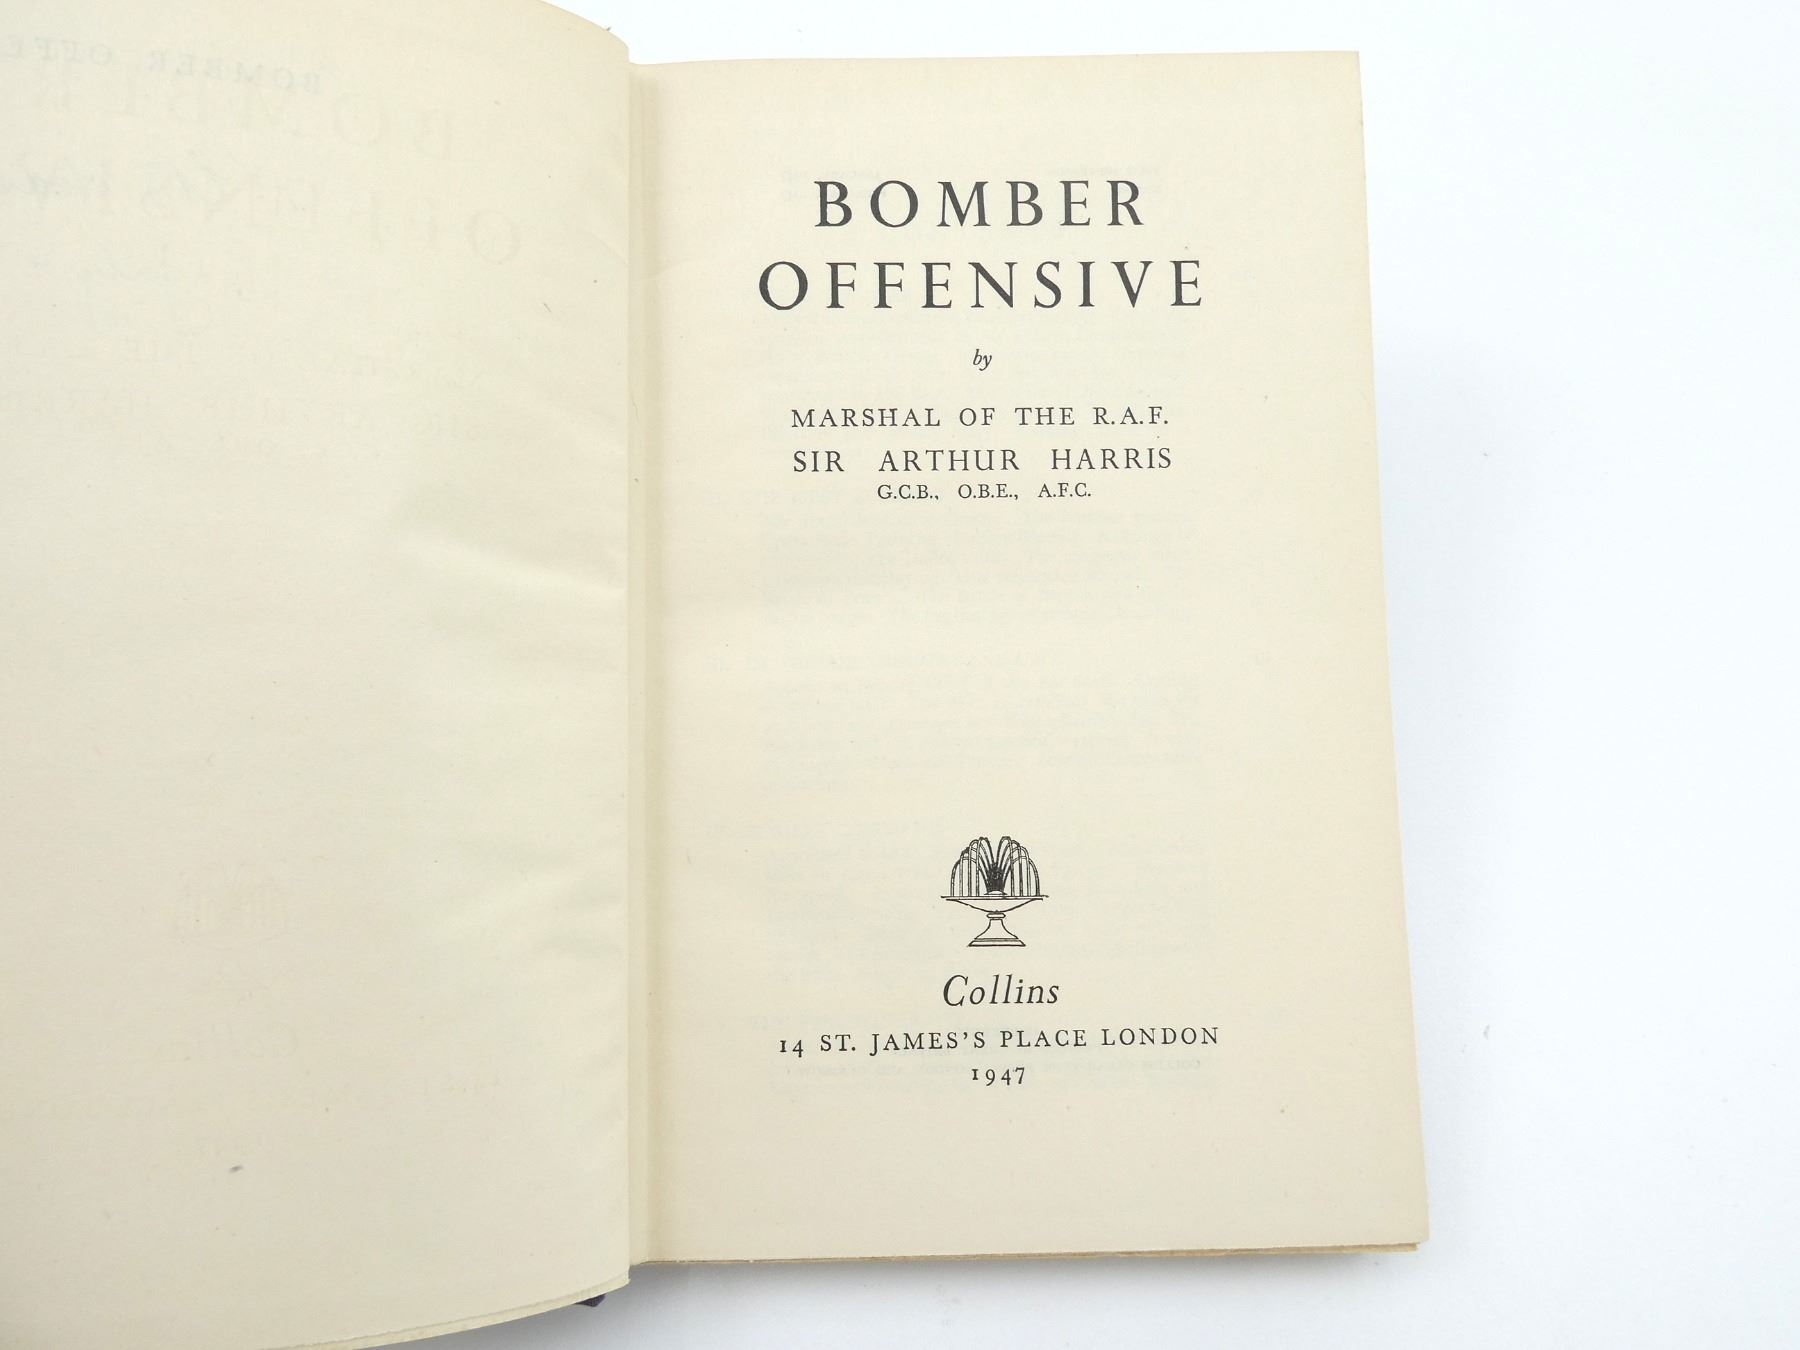 BOMBER
OFFENSIVE
by
MARSHAL OF THE R.A.F.
SIR ARTHUR HARRIS
G.C.B., O.B.E., A.F.C.
Collins
14 ST. JAMES'S PLACE LONDON
1947